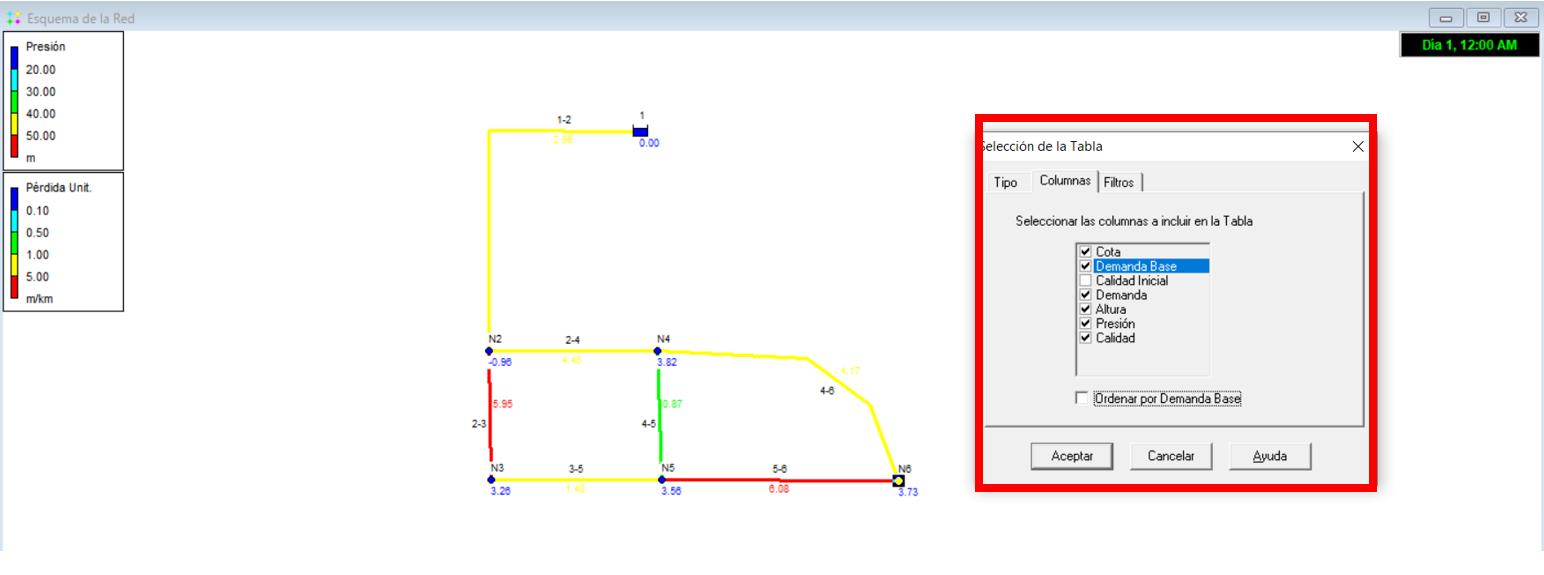 Esquema de la Red
Presión
20.00
30.00
40.00
50.00
m
Pérdida Unit.
0.10
0.50
1.00
5.00
m/km
Día 1, 12:00 AM
1-2
2.96
1
0.00
N2
-0.96
2-4
4.43
N4
3.82
4.17
4-6
5.95
2-3
0.87
4-5
N3
3.26
3-5
1.40
N5
3.56
5-6
6.08
N6
3.73
Selección de la Tabla
Tipo Columnas Filtros
Seleccionar las columnas a incluir en la Tabla
Cota
Demanda Base
Calidad Inicial
Demanda
Altura
Presión
Calidad
Ordenar por Demanda Base
Aceptar Cancelar Ayuda